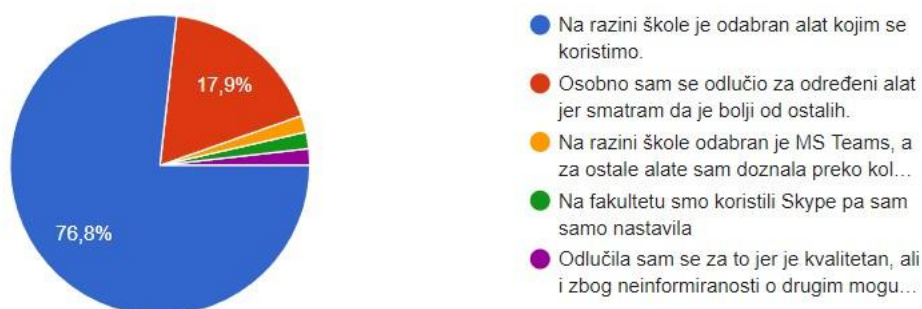 17,9%
76,8%
Na razini škole je odabran alat kojim se
koristimo.
Osobno sam se odlučio za određeni alat
jer smatram da je bolji od ostalih.
Na razini škole odabran je MS Teams, a
za ostale alate sam doznala preko kol…
Na fakultetu smo koristili Skype pa sam
samo nastavila
Odlučila sam se za to jer je kvalitetan, ali
i zbog neinformiranosti o drugim mogu…